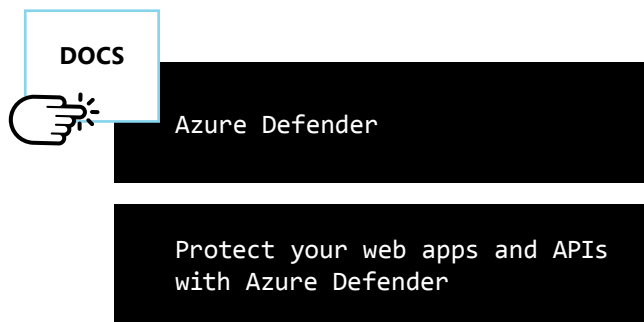 DOCS
Azure Defender
Protect your web apps and APIs
with Azure Defender